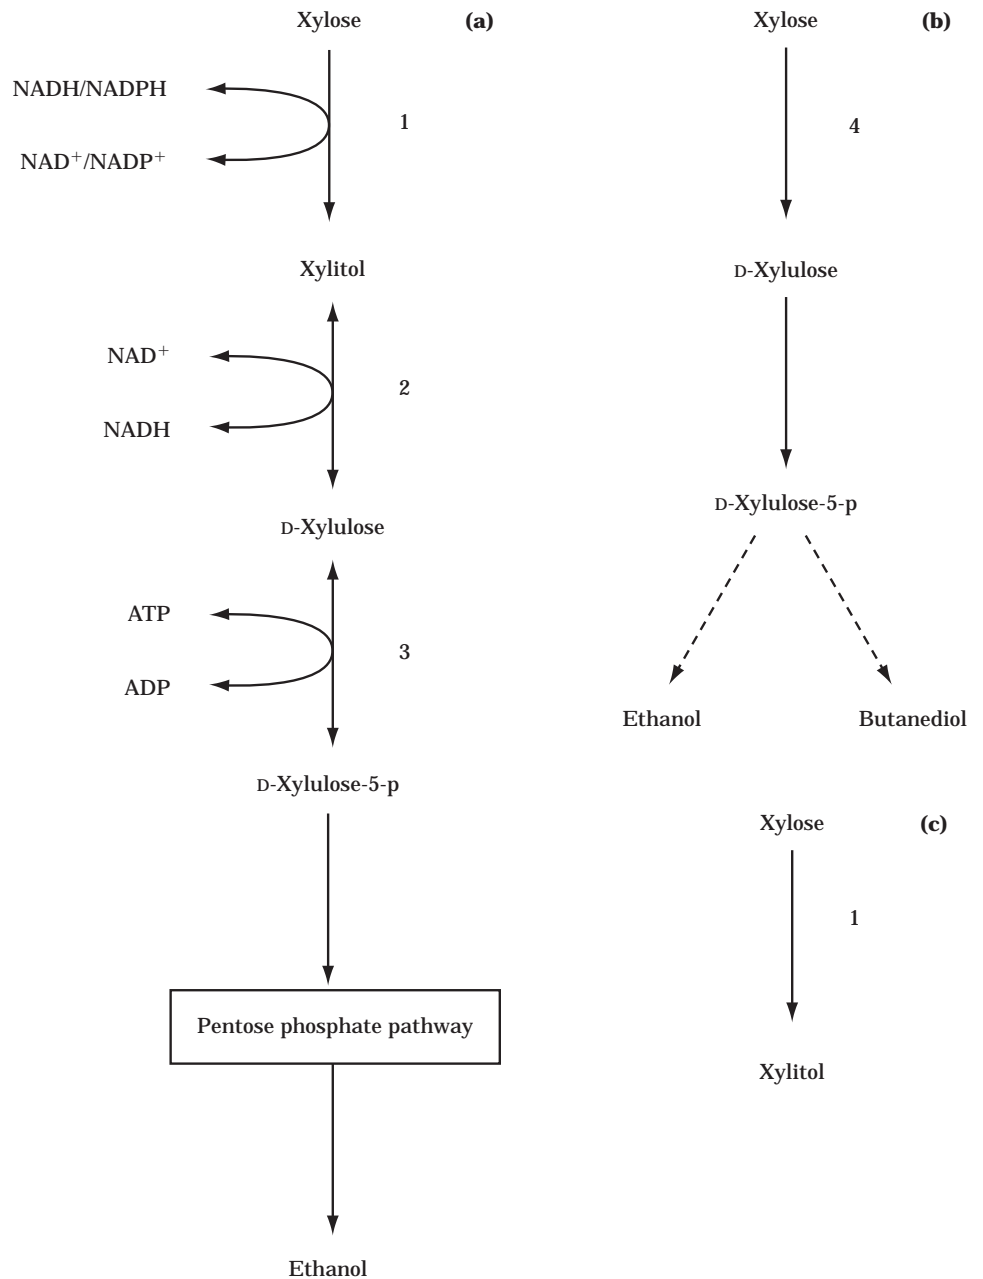 Xylose
(a)
NADH/NADPH
1
NAD⁺/NADP⁺
Xylitol
NAD⁺
2
NADH
D-Xylulose
ATP
3
ADP
D-Xylulose-5-p
Pentose phosphate pathway
Ethanol
Xylose
(b)
4
D-Xylulose
D-Xylulose-5-p
Ethanol
Butanediol
Xylose
(c)
1
Xylitol